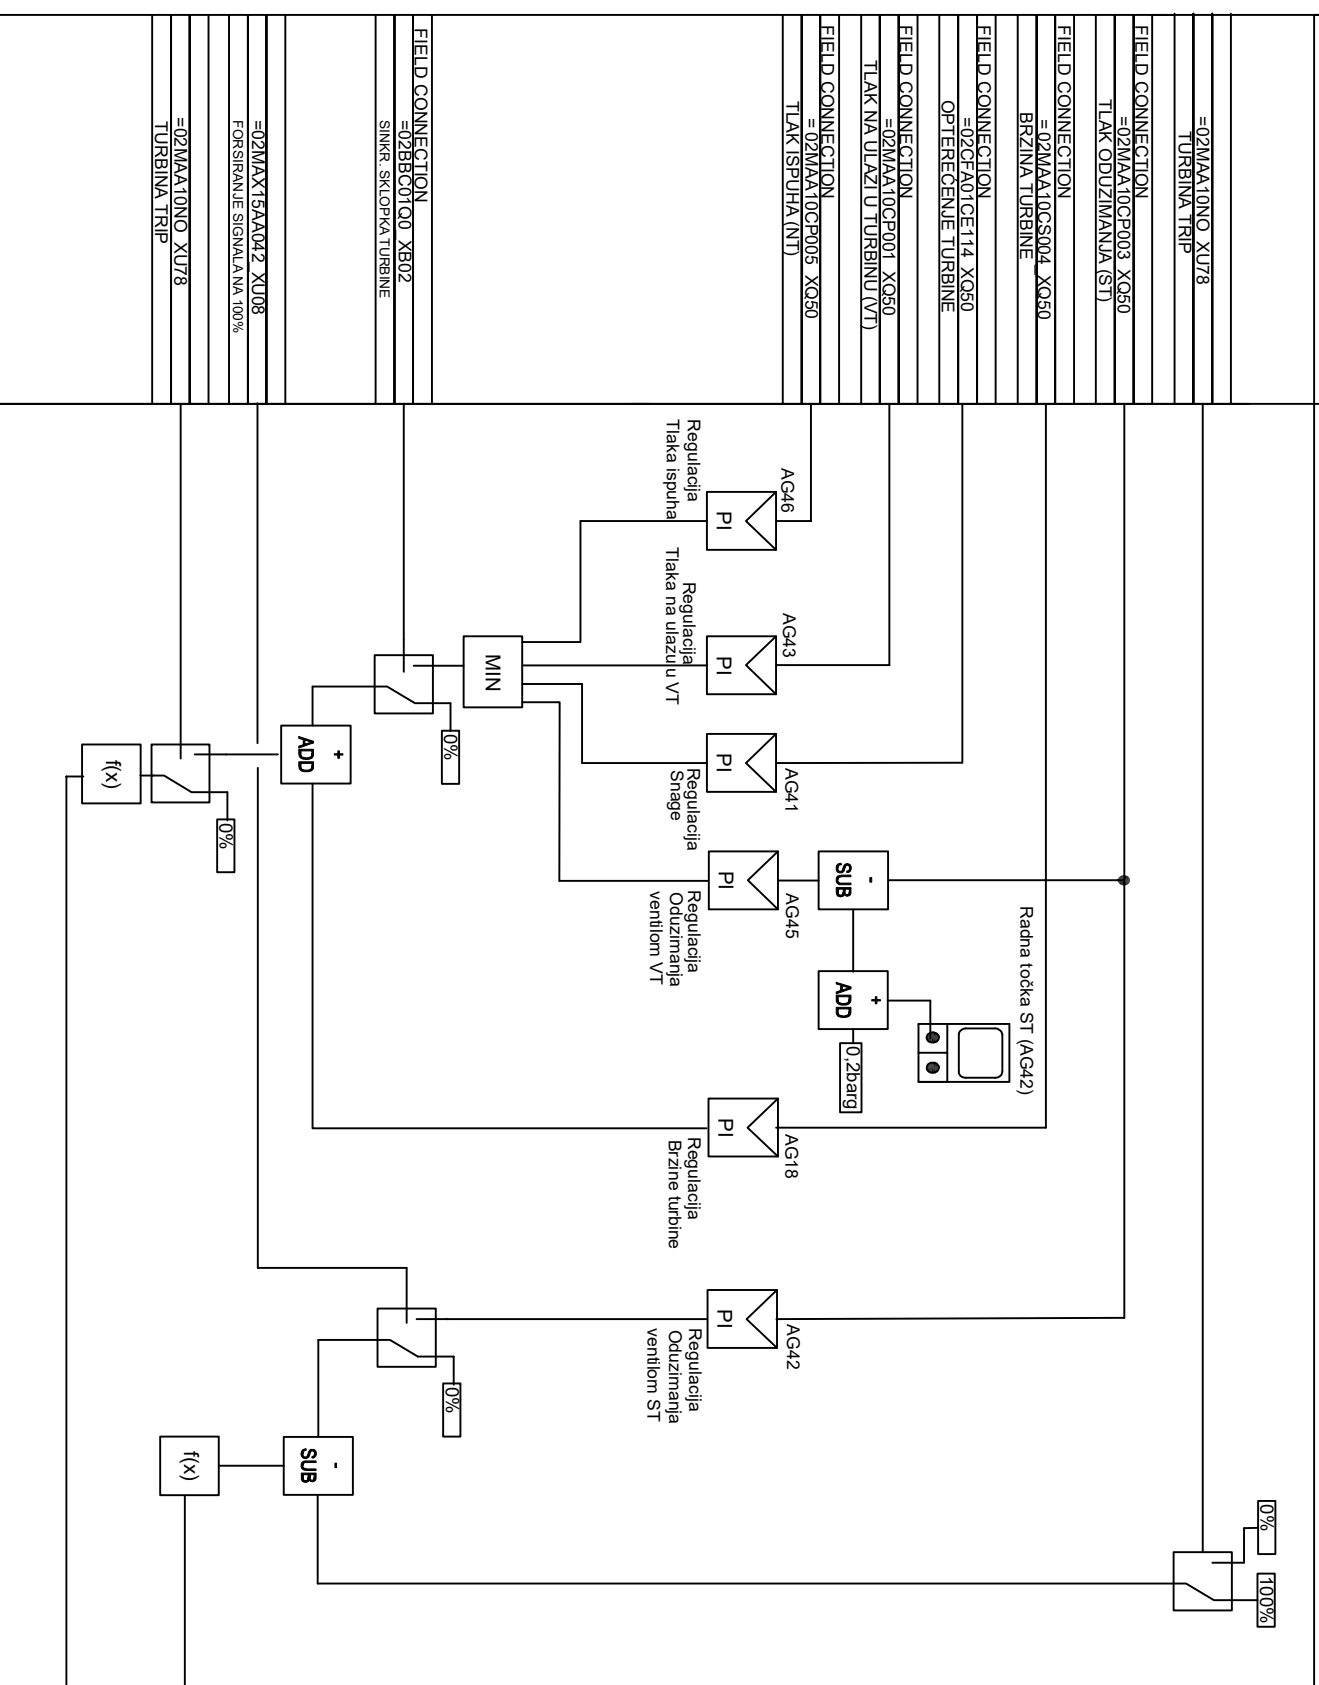 =02MAA10NO XU78
TURBINA TRIP
FIELD CONNECTION
=02MAA10CP003 XQ50
TLAK ODUZIMANJA (ST)
FIELD CONNECTION
=02MAA10CS004 XQ50
BRZINA TURBINE
FIELD CONNECTION
=02CFA01CE114 XQ50
OPTEREĆENJE TURBINE
FIELD CONNECTION
=02MAA10CP001 XQ50
TLAK NA ULAZI U TURBINU (VT)
FIELD CONNECTION
=02MAA10CP005 XQ50
TLAK ISPUHA (NT)
FIELD CONNECTION
=02BBC01Q0 XB02
SINKR. SKLOPKA TURBINE
=02MAX15AA042 XU08
FORSIRANJE SIGNALA NA 100%
=02MAA10NO XU78
TURBINA TRIP
0%
100%
Radna točka ST (AG42)
+
ADD
0,2barg
-
SUB
AG46
PI
Regulacija
Tlaka ispuha
AG43
PI
Regulacija
Tlaka na ulazu u VT
AG41
PI
Regulacija
Snage
AG45
PI
Regulacija
Oduzimanja
ventilom VT
AG18
PI
Regulacija
Brzine turbine
AG42
PI
Regulacija
Oduzimanja
ventilom ST
MIN
0%
0%
+
ADD
-
SUB
0%
f(x)
f(x)